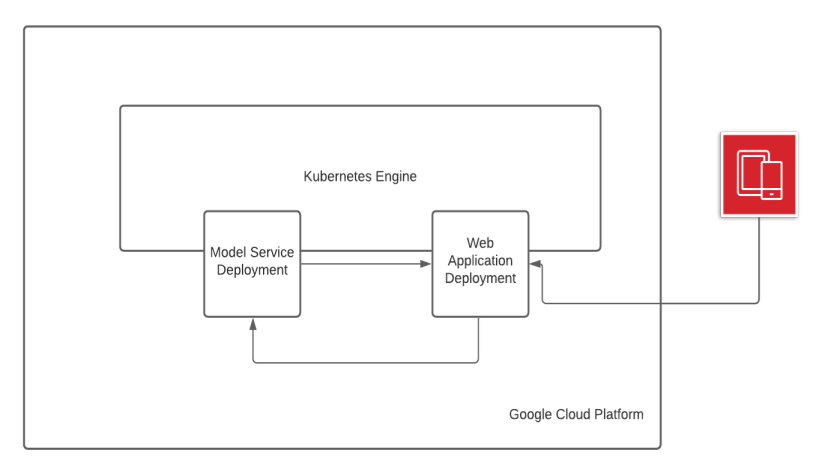 Kubernetes Engine
Model Service
Deployment
Web
Application
Deployment
Google Cloud Platform